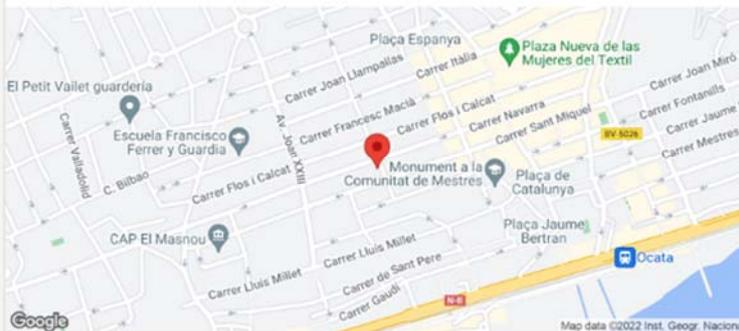 Plaça Espanya
Plaza Nueva de las
Mujeres del Textil
Carrer Itàlia
Carrer Joan Llampallas
Carrer Joan Miró
El Petit Vailet guardería
Carrer Fontanills
Carrer Francesc Macià
Carrer Flos i Calcat
Carrer Navarra
Carrer Jaume
Carrer Sant Miquel
Escuela Francisco
Ferrer y Guardia
Av. Joan XXIII
BV-5026
Carrer Mestres
Carrer Valladolid
C. Bilbao
Carrer Flos i Calcat
Monument a la
Comunitat de Mestres
Plaça de
Catalunya
CAP El Masnou
Plaça Jaume
Bertran
Carrer Lluís Millet
Ocata
Carrer de Sant Pere
Carrer Lluís Millet
N-II
Carrer Gaudí
Google
Map data ©2022 Inst. Geogr. Nacion